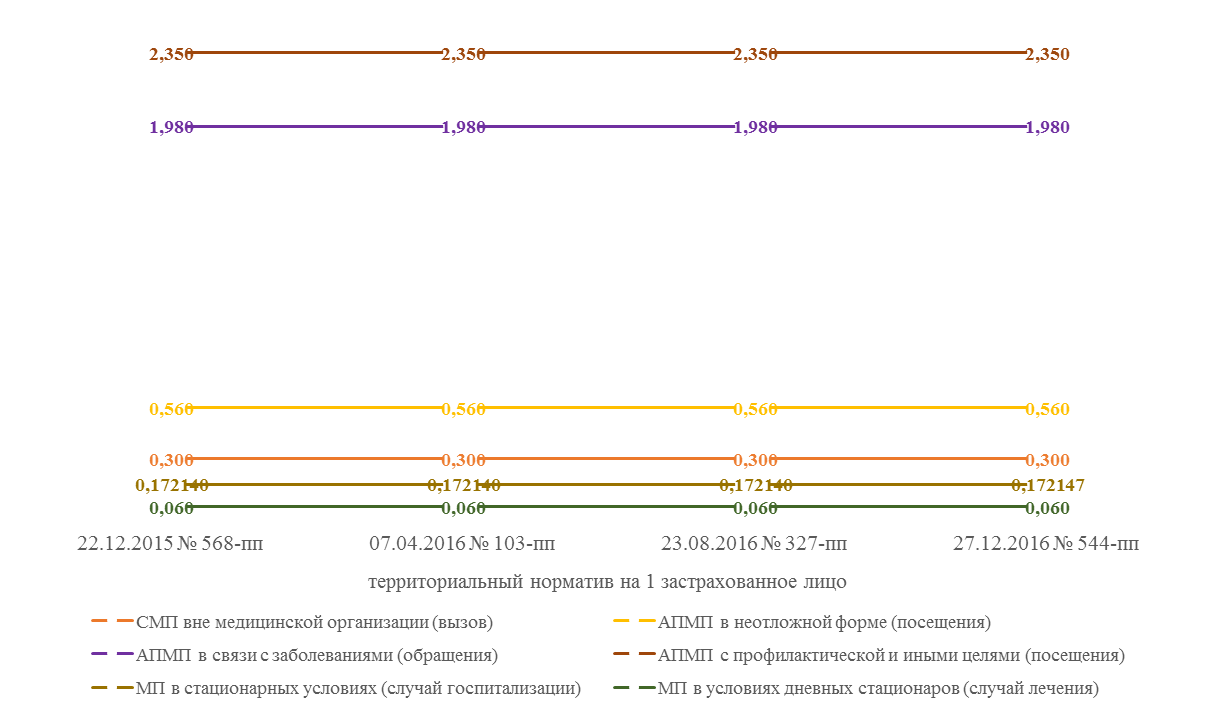 2,350 2,350 2,350 2,350
1,980 1,980 1,980 1,980
0,560 0,560 0,560 0,560
0,300 0,300 0,300 0,300
0,172140 0,172140 0,172140 0,172147
0,060 0,060 0,060 0,060
22.12.2015 № 568-пп 07.04.2016 № 103-пп 23.08.2016 № 327-пп 27.12.2016 № 544-пп
территориальный норматив на 1 застрахованное лицо
СМП вне медицинской организации (вызов) АПМП в неотложной форме (посещения)
АПМП в связи с заболеваниями (обращения) АПМП с профилактической и иными целями (посещения)
МП в стационарных условиях (случай госпитализации) МП в условиях дневных стационаров (случай лечения)